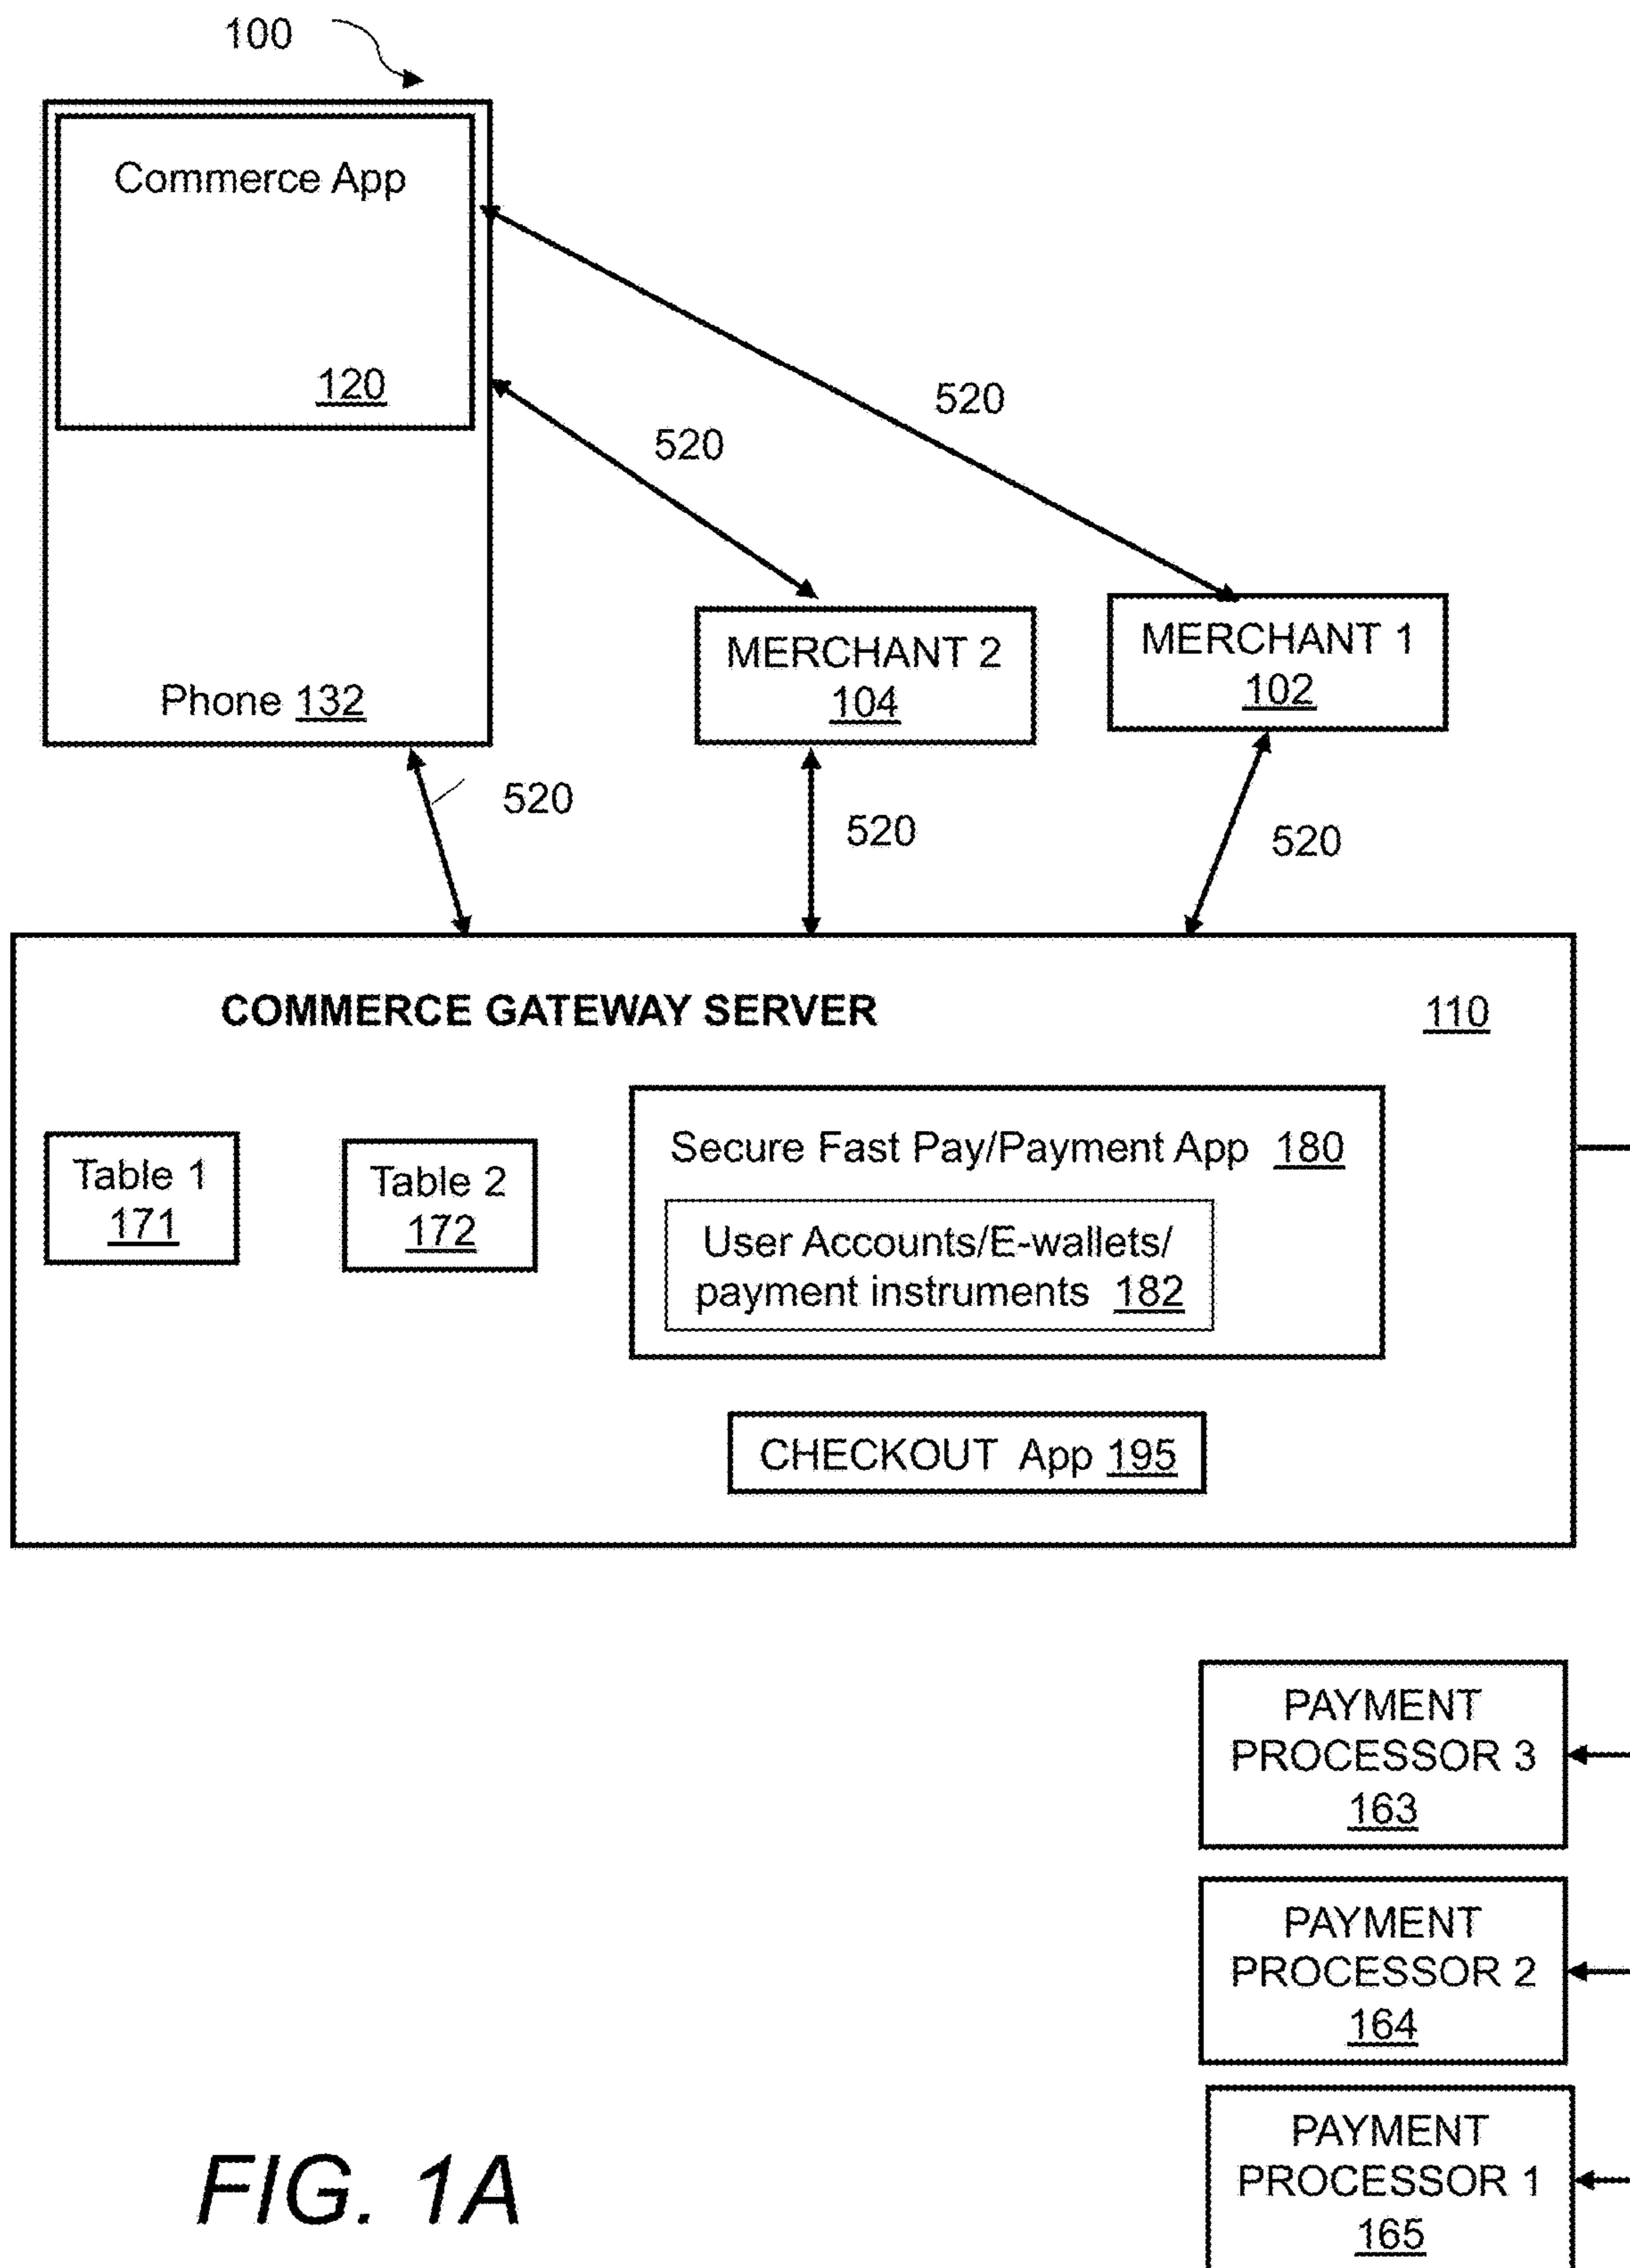 100
Commerce App
120
520
520
Phone 132
MERCHANT 2
104
MERCHANT 1
102
520
520
520
COMMERCE GATEWAY SERVER
110
Table 1
171
Table 2
172
Secure Fast Pay/Payment App 180
User Accounts/E-wallets/
payment instruments 182
CHECKOUT App 195
PAYMENT
PROCESSOR 3
163
PAYMENT
PROCESSOR 2
164
PAYMENT
PROCESSOR 1
165
FIG. 1A